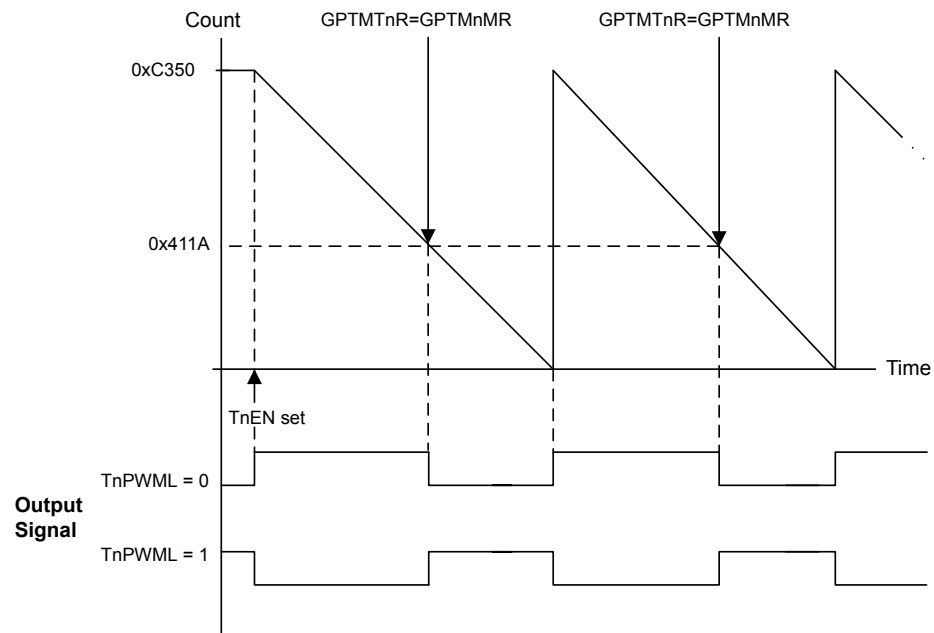 Count
GPTMTnR=GPTMnMR
GPTMTnR=GPTMnMR
0xC350
0x411A
Time
TnEN set
TnPWML = 0
Output
Signal
TnPWML = 1